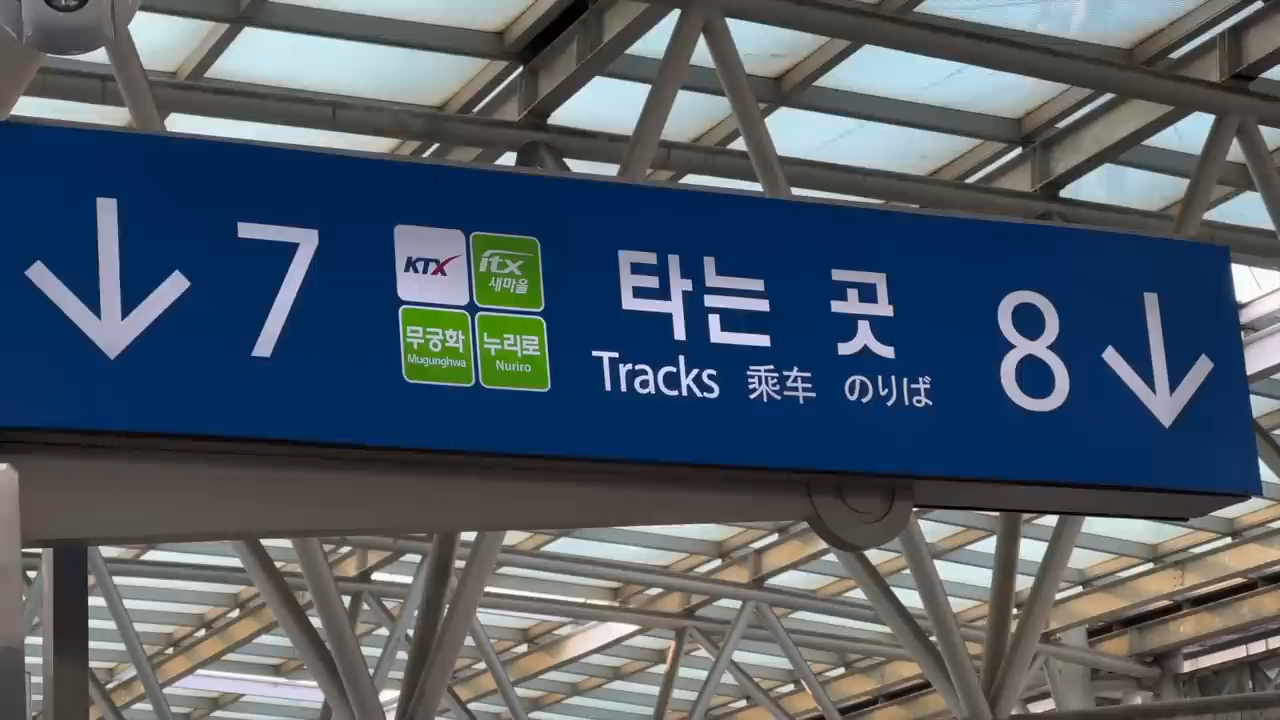 7
KTX
itx
새마을
무궁화
Mugunghwa
누리로
Nuriro
타는 곳
Tracks 乘车 のりば
8